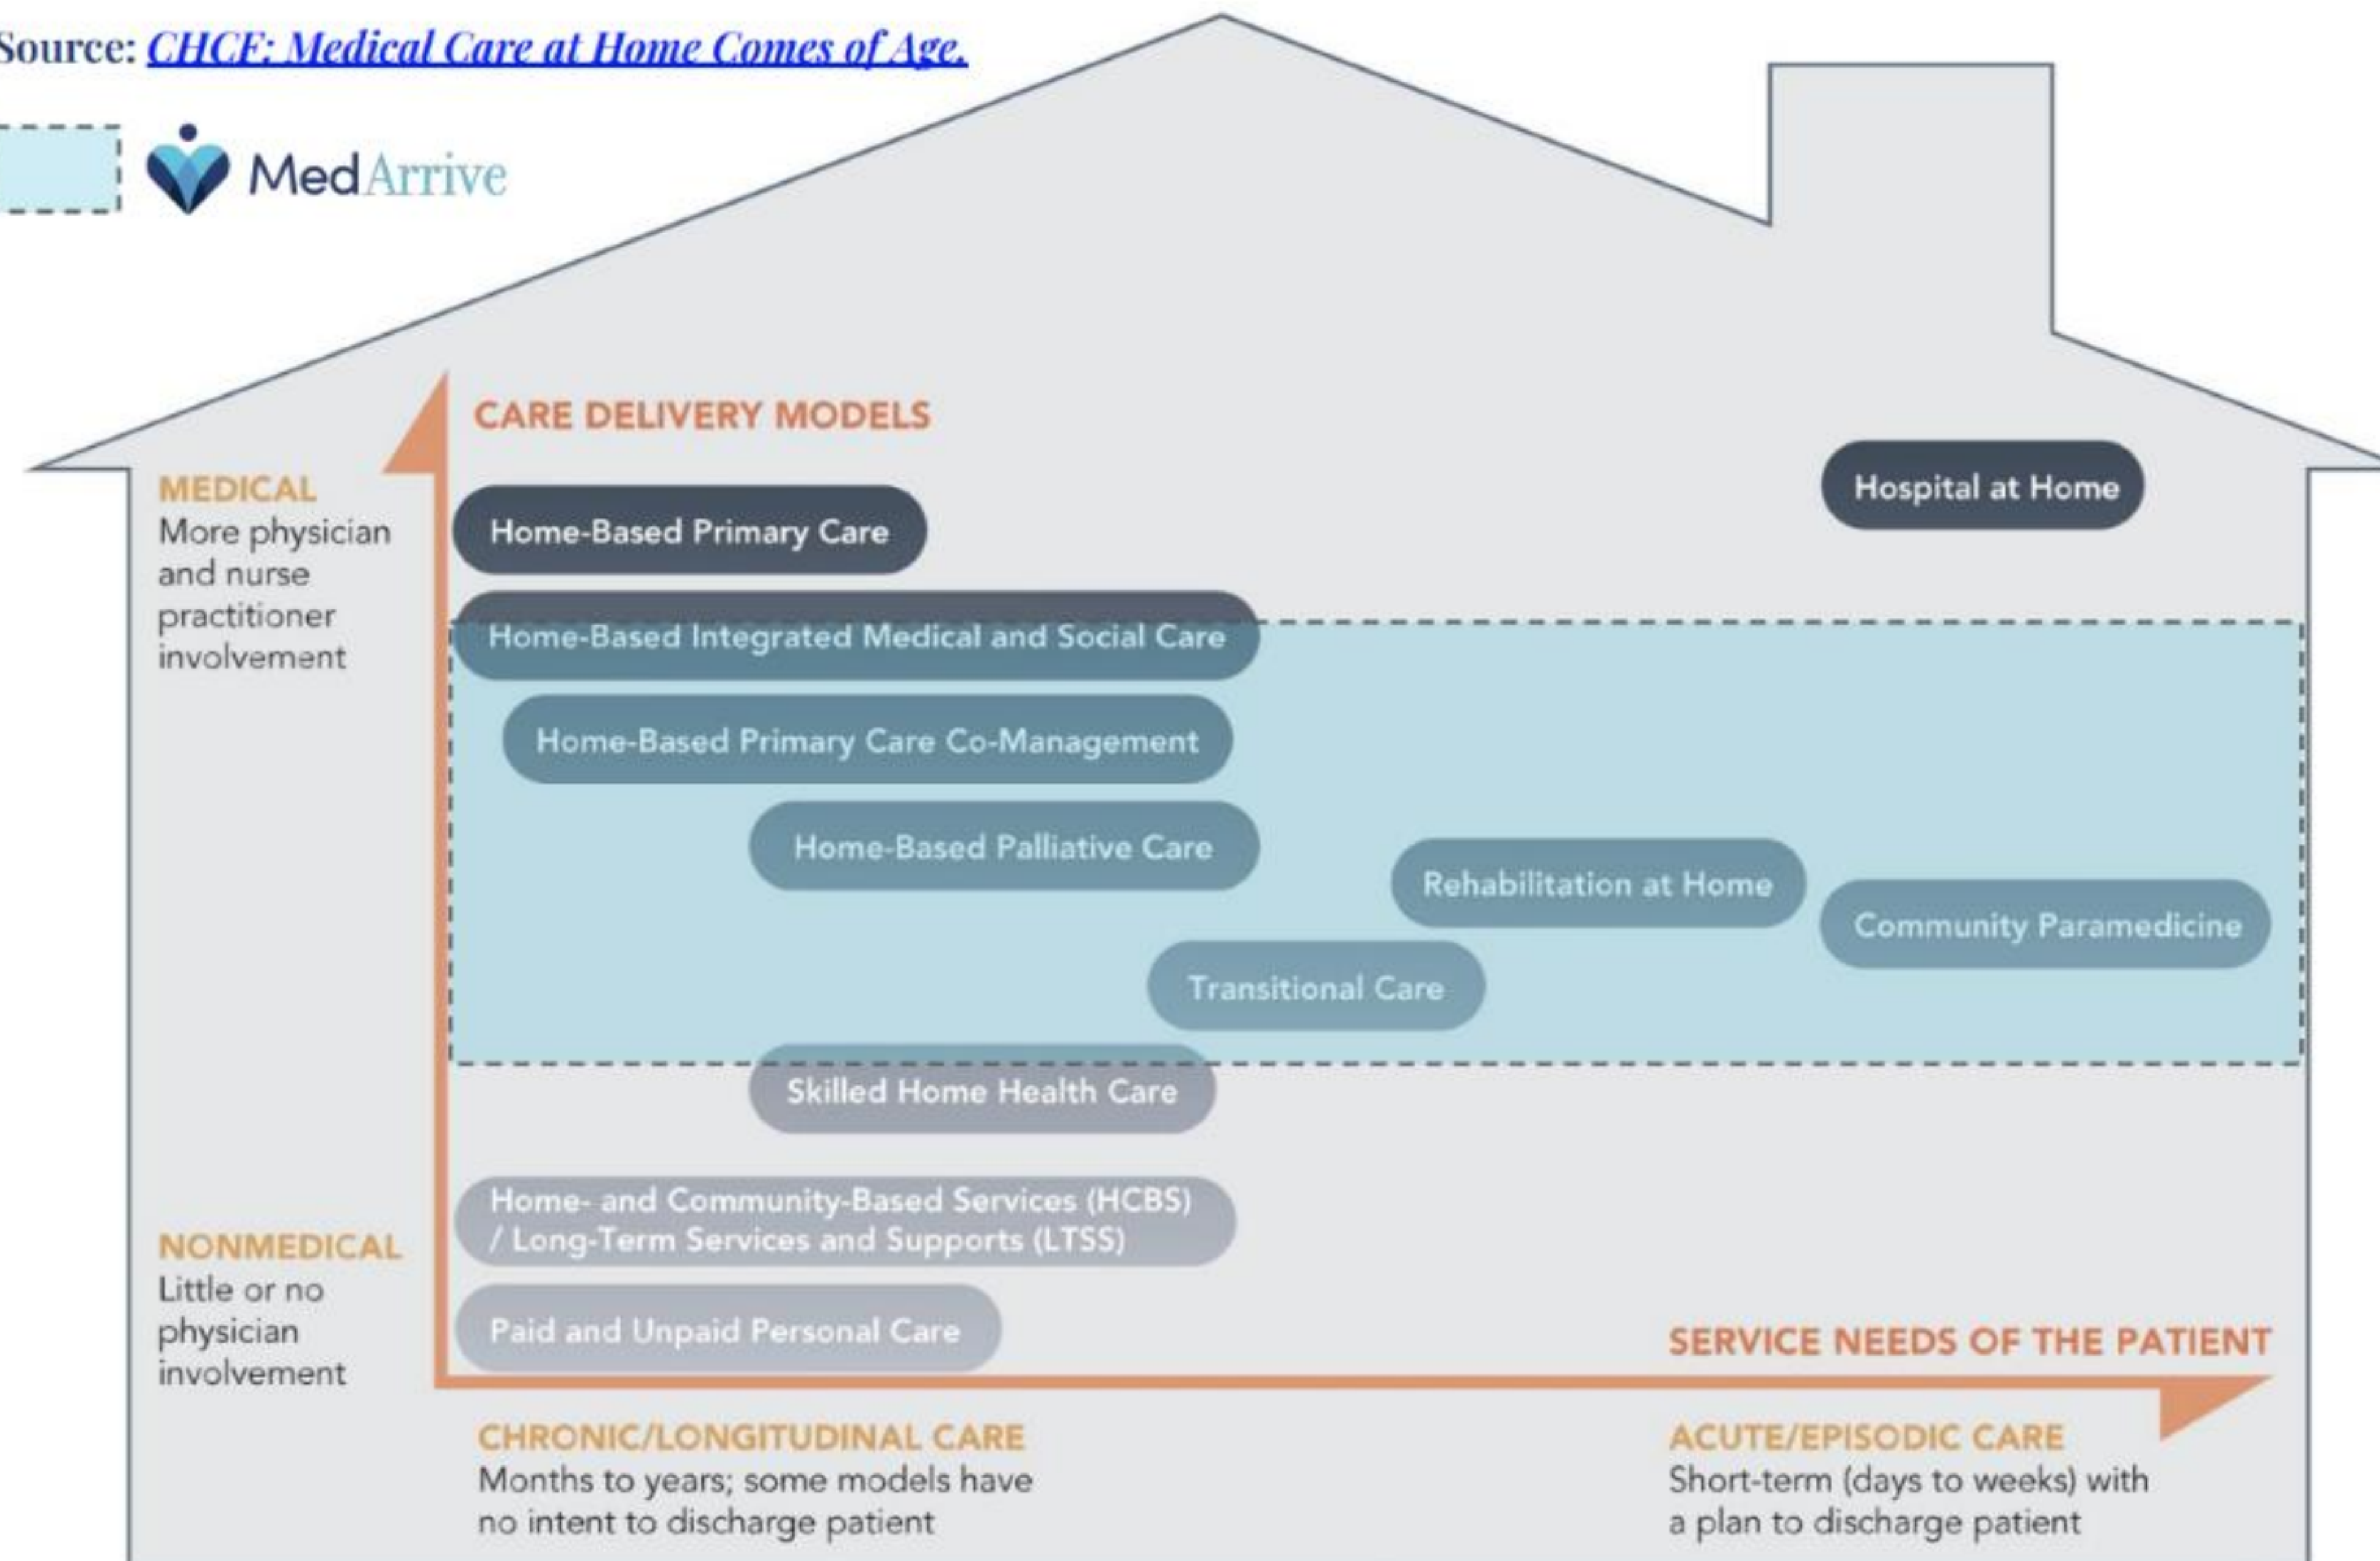 Source: CHCF: Medical Care at Home Comes of Age.
MedArrive
CARE DELIVERY MODELS
MEDICAL
More physician
and nurse
practitioner
involvement
Hospital at Home
Home-Based Primary Care
Home-Based Integrated Medical and Social Care
Home-Based Primary Care Co-Management
Home-Based Palliative Care
Rehabilitation at Home
Community Paramedicine
Transitional Care
Skilled Home Health Care
Home- and Community-Based Services (HCBS)
/ Long-Term Services and Supports (LTSS)
NONMEDICAL
Little or no
physician
involvement
Paid and Unpaid Personal Care
SERVICE NEEDS OF THE PATIENT
CHRONIC/LONGITUDINAL CARE
Months to years; some models have
no intent to discharge patient
ACUTE/EPISODIC CARE
Short-term (days to weeks) with
a plan to discharge patient